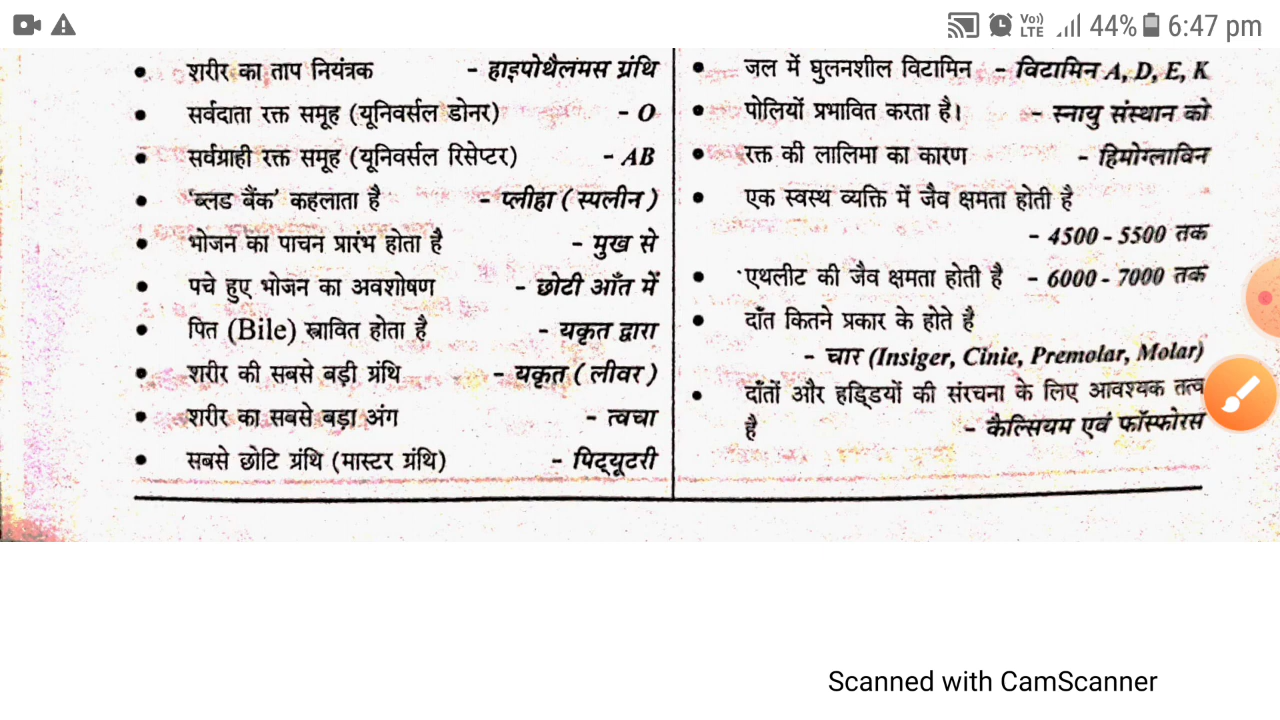 Vo))
LTE
44%
6:47 pm
• शरीर का ताप नियंत्रक - हाइपोथैलमस ग्रंथि
• सर्वदाता रक्त समूह (यूनिवर्सल डोनर) - O
• सर्वग्राही रक्त समूह (यूनिवर्सल रिसेप्टर) - AB
• 'ब्लड बैंक' कहलाता है - प्लीहा (स्पलीन)
• भोजन का पाचन प्रारंभ होता है - मुख से
• पचे हुए भोजन का अवशोषण - छोटी आँत में
• पित (Bile) स्त्रावित होता है - यकृत द्वारा
• शरीर की सबसे बड़ी ग्रंथि - यकृत (लीवर)
• शरीर का सबसे बड़ा अंग - त्वचा
• सबसे छोटि ग्रंथि (मास्टर ग्रंथि) - पिट्यूटरी
• जल में घुलनशील विटामिन - विटामिन A, D, E, K
• पोलियों प्रभावित करता है। - स्नायु संस्थान को
• रक्त की लालिमा का कारण - हिमोग्लाविन
• एक स्वस्थ व्यक्ति में जैव क्षमता होती है
- 4500 - 5500 तक
• एथलीट की जैव क्षमता होती है - 6000 - 7000 तक
• दाँत कितने प्रकार के होते है
- चार (Insiger, Cinie, Premolar, Molar)
• दाँतों और हड्डियों की संरचना के लिए आवश्यक तत्व
है - कैल्सियम एवं फॉस्फोरस
Scanned with CamScanner